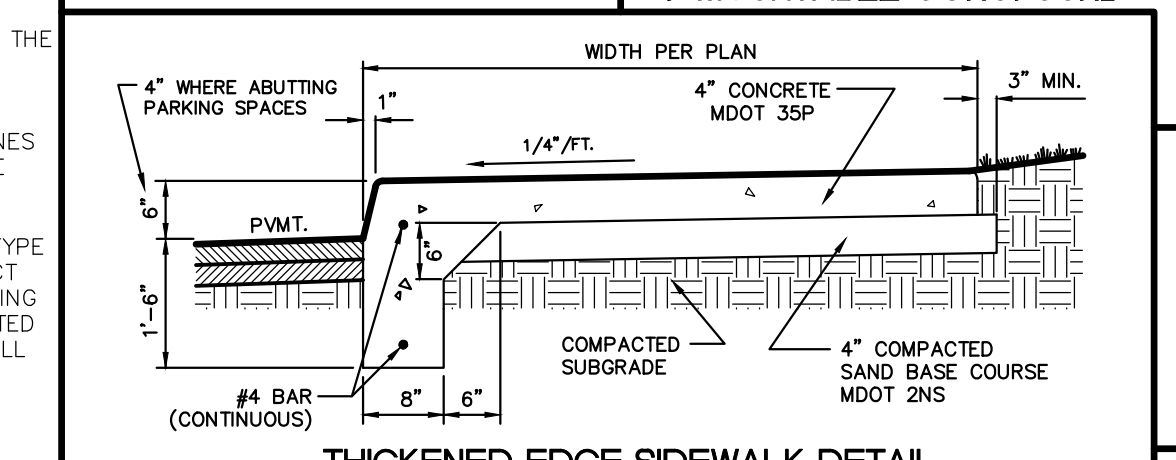 THE
NES
TYPE
CT
ING
TED
LL
WIDTH PER PLAN
4" WHERE ABUTTING
PARKING SPACES
1"
4" CONCRETE
MDOT 35P
3" MIN.
1/4"/FT.
6"
PVMT.
6"
1'-6"
COMPACTED
SUBGRADE
4" COMPACTED
SAND BASE COURSE
MDOT 2NS
#4 BAR
(CONTINUOUS)
8"
6"
THICKENED EDGE SIDEWALK DETAIL